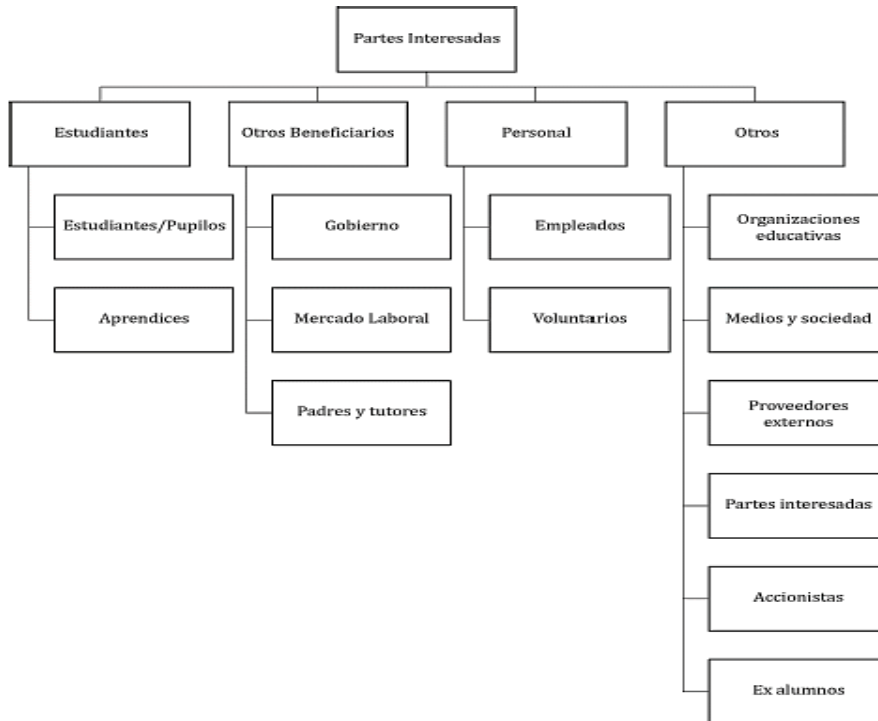 Partes Interesadas
Estudiantes
Otros Beneficiarios
Personal
Otros
Estudiantes/Pupilos
Gobierno
Empleados
Organizaciones
educativas
Aprendices
Mercado Laboral
Voluntarios
Medios y sociedad
Padres y tutores
Proveedores
externos
Partes interesadas
Accionistas
Ex alumnos